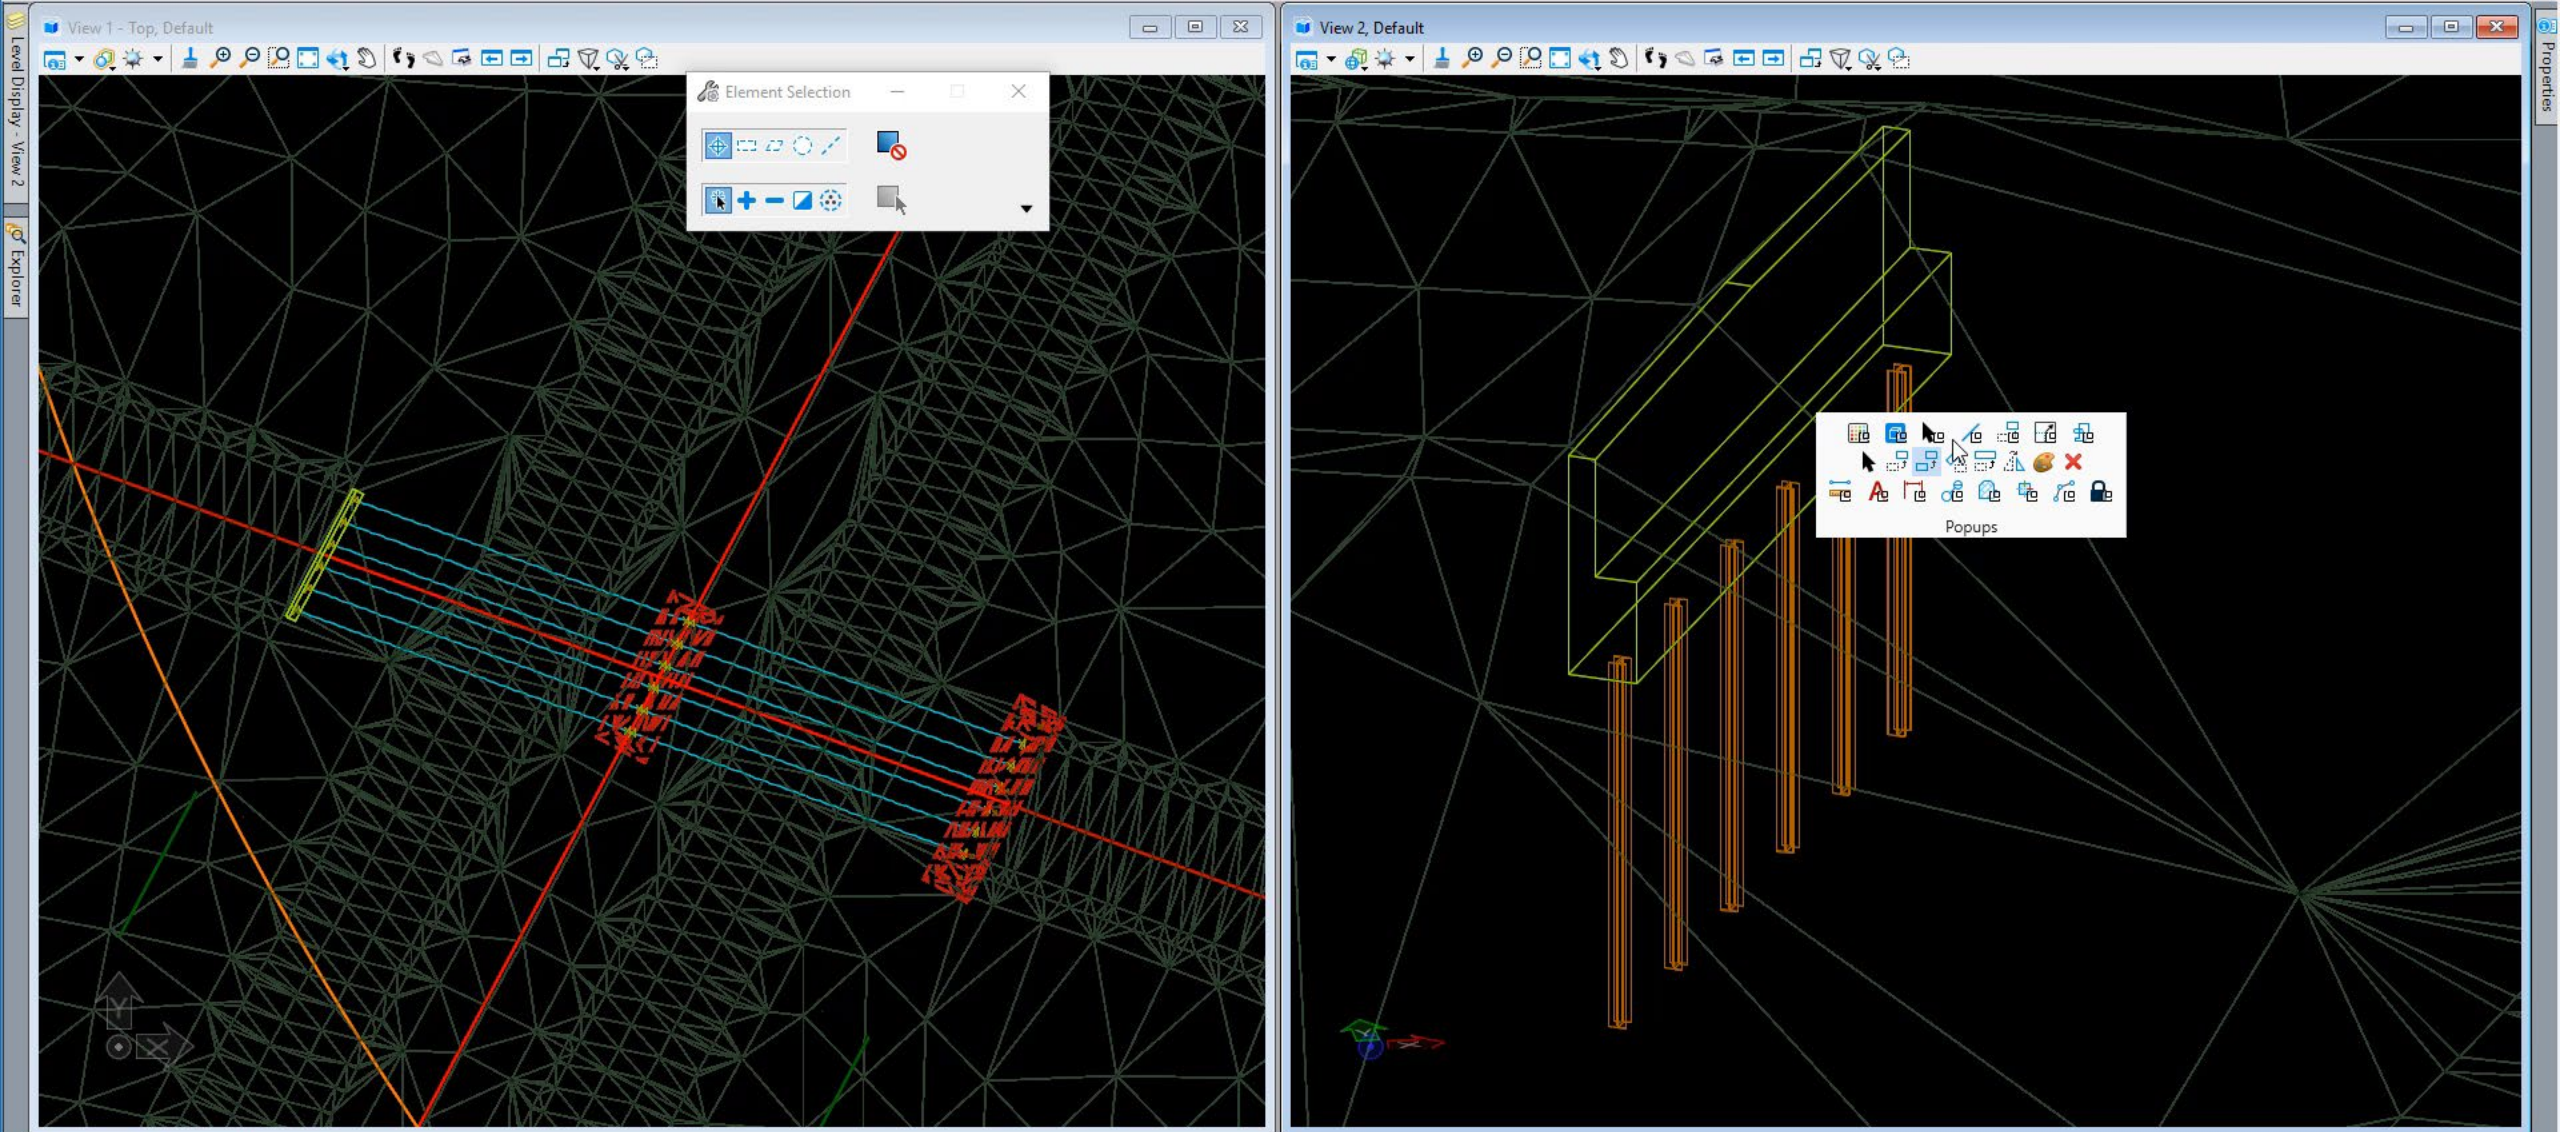 View 1 - Top, Default
View 2, Default
Level Display - View 2
Explorer
Element Selection
Properties
Popups
Y
X